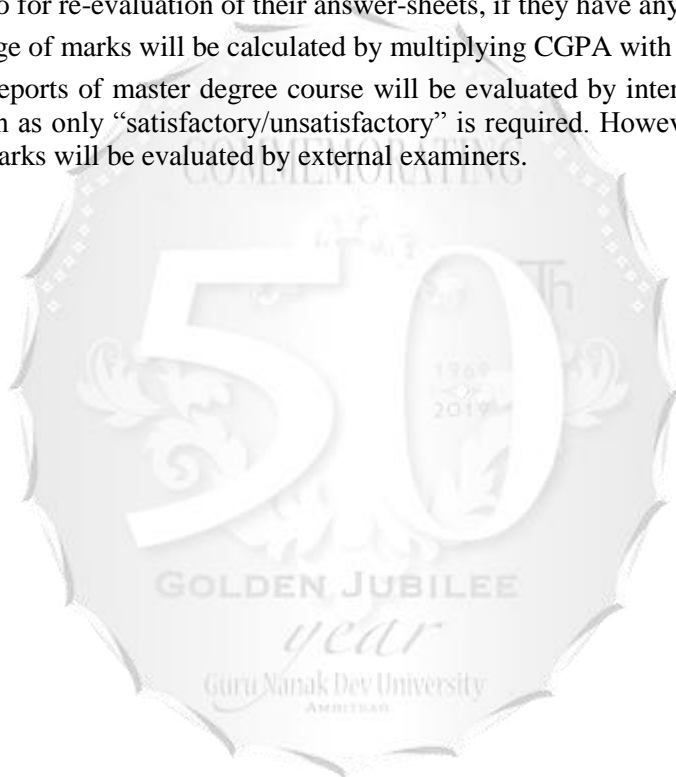 o for re-evaluation of their answer-sheets, if they have any
ge of marks will be calculated by multiplying CGPA with
eports of master degree course will be evaluated by inter
n as only “satisfactory/unsatisfactory” is required. Howev
arks will be evaluated by external examiners.
COMMEMORATING
50Th
1969
2019
GOLDEN JUBILEE
year
Guru Nanak Dev University
AMRITSAR